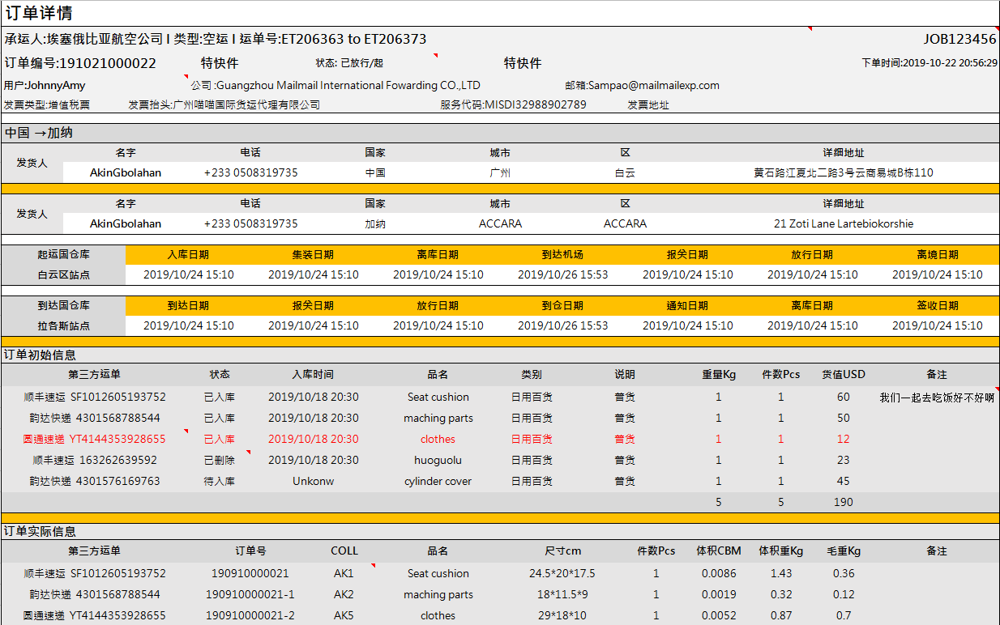 订单详情
承运人:埃塞俄比亚航空公司 I 类型:空运 I 运单号:ET206363 to ET206373 JOB123456
订单编号:191021000022 特快件 状态: 已放行/起 特快件 下单时间:2019-10-22 20:56:29
用户:JohnnyAmy 公司:Guangzhou Mailmail International Fowarding CO.,LTD 邮箱:Sampao@mailmailexp.com
发票类型:增值税票 发票抬头:广州喵喵国际货运代理有限公司 服务代码:MISDI32988902789 发票地址
中国 →加纳
发货人 名字 电话 国家 城市 区 详细地址
AkinGbolahan +233 0508319735 中国 广州 白云 黄石路江夏北二路3号云商易城B栋110
发货人 名字 电话 国家 城市 区 详细地址
AkinGbolahan +233 0508319735 加纳 ACCARA ACCARA 21 Zoti Lane Lartebiokorshie
起运国仓库 入库日期 集装日期 离库日期 到达机场 报关日期 放行日期 离境日期
白云区站点 2019/10/24 15:10 2019/10/24 15:10 2019/10/24 15:10 2019/10/26 15:53 2019/10/24 15:10 2019/10/24 15:10 2019/10/24 15:10
到达国仓库 到达日期 报关日期 放行日期 到仓日期 通知日期 离库日期 签收日期
拉各斯站点 2019/10/24 15:10 2019/10/24 15:10 2019/10/24 15:10 2019/10/26 15:53 2019/10/24 15:10 2019/10/24 15:10 2019/10/24 15:10
订单初始信息
第三方运单 状态 入库时间 品名 类别 说明 重量Kg 件数Pcs 货值USD 备注
顺丰速运 SF1012605193752 已入库 2019/10/18 20:30 Seat cushion 日用百货 普货 1 1 60 我们一起去吃饭好不好啊
韵达快递 4301568788544 已入库 2019/10/18 20:30 maching parts 日用百货 普货 1 1 50
圆通速递 YT4144353928655 已入库 2019/10/18 20:30 clothes 日用百货 普货 1 1 12
顺丰速运 163262639592 已删除 2019/10/18 20:30 huoguolu 日用百货 普货 1 1 23
韵达快递 4301576169763 待入库 Unkonw cylinder cover 日用百货 普货 1 1 45
5 5 190
订单实际信息
第三方运单 订单号 COLL 品名 尺寸cm 件数Pcs 体积CBM 体积重Kg 毛重Kg 备注
顺丰速运 SF1012605193752 190910000021 AK1 Seat cushion 24.5*20*17.5 1 0.0086 1.43 0.36
韵达快递 4301568788544 190910000021-1 AK2 maching parts 18*11.5*9 1 0.0019 0.32 0.12
圆通速递 YT4144353928655 190910000021-2 AK5 clothes 29*18*10 1 0.0052 0.87 0.7